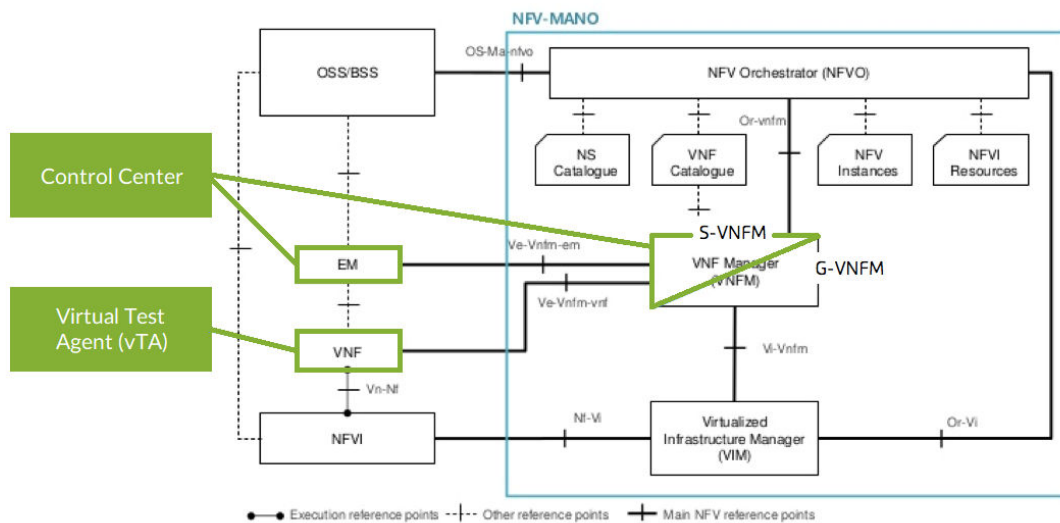 NFV-MANO
OS-Ma-nfvo
OSS/BSS
NFV Orchestrator (NFVO)
Or-vnfm
Control Center
NS
Catalogue
VNF
Catalogue
NFV
Instances
NFVI
Resources
S-VNFM
Ve-Vnfm-em
EM
VNF Manager
(VNFM)
G-VNFM
Ve-Vnfm-vnf
Virtual Test
Agent (vTA)
VNF
Vi-Vnfm
Vn-Nf
Nf-Vi
Virtualized
Infrastructure Manager
(VIM)
Or-Vi
NFVI
Execution reference points
Other reference points
Main NFV reference points